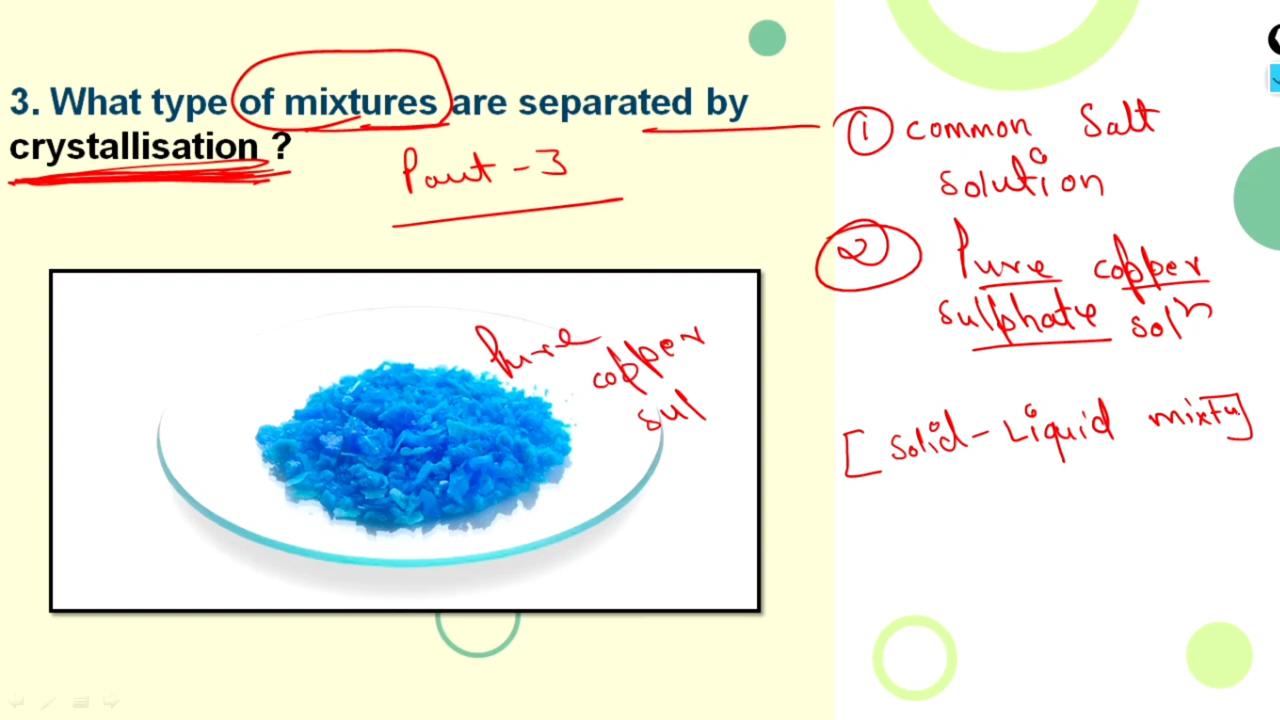 3. What type of mixtures are separated by
crystallisation ?
Part - 3
Pure
copper
sul
① common Salt
solution
② Pure copper
sulphate solⁿ
[solid-Liquid mixtu]